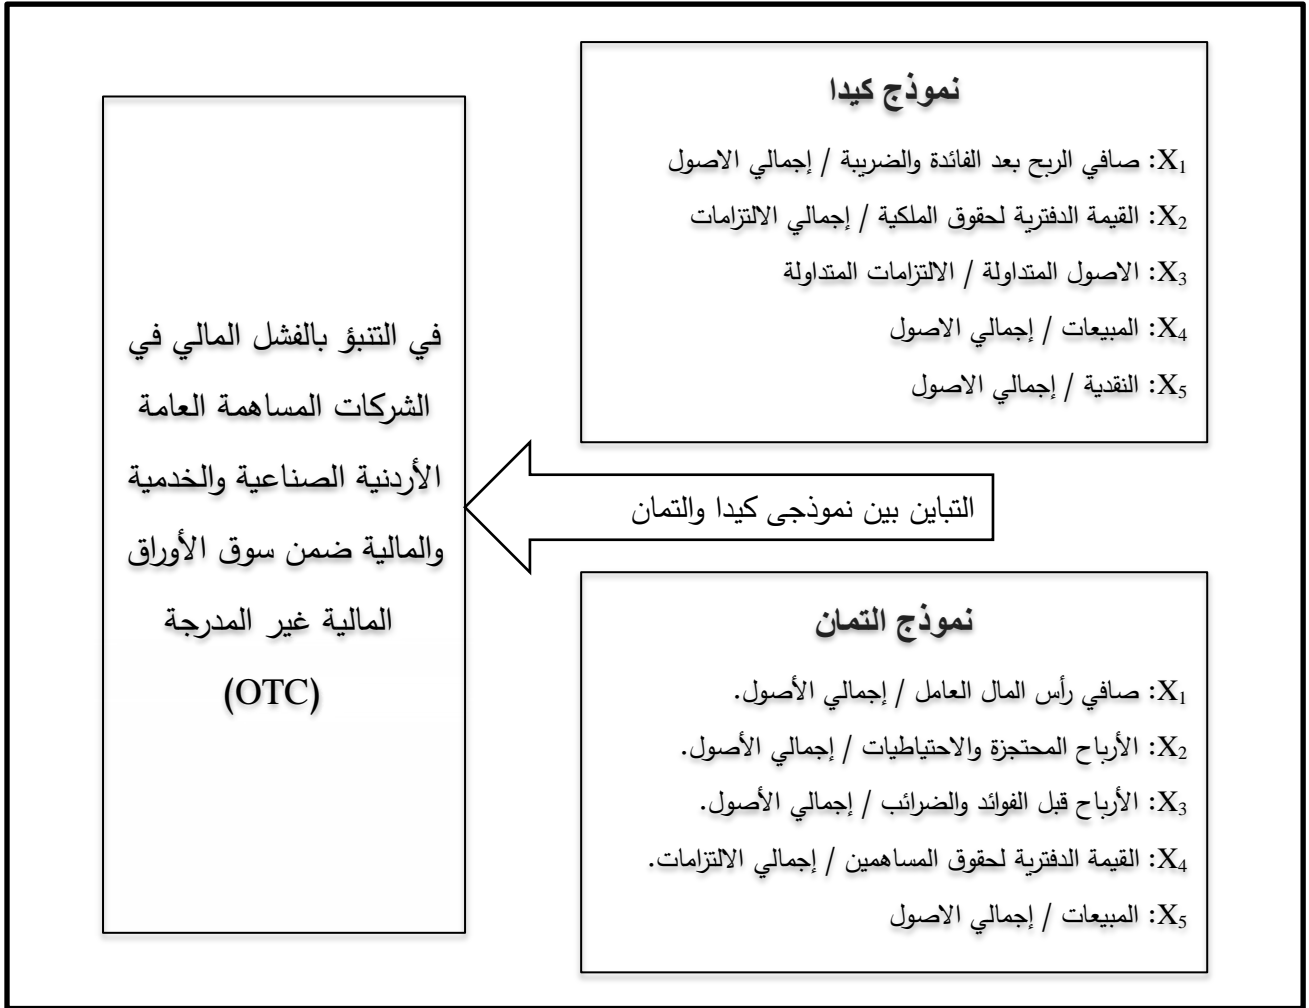 نموذج كيدا
X1: صافي الربح بعد الفائدة والضريبة / إجمالي الاصول
X2: القيمة الدفترية لحقوق الملكية / إجمالي الالتزامات
X3: الاصول المتداولة / الالتزامات المتداولة
X4: المبيعات / إجمالي الاصول
X5: النقدية / إجمالي الاصول
التباين بين نموذجى كيدا والتمان
نموذج التمان
X1: صافي رأس المال العامل / إجمالي الأصول.
X2: الأرباح المحتجزة والاحتياطيات / إجمالي الأصول.
X3: الأرباح قبل الفوائد والضرائب / إجمالي الأصول.
X4: القيمة الدفترية لحقوق المساهمين / إجمالي الالتزامات.
X5: المبيعات / إجمالي الاصول
في التنبؤ بالفشل المالي في
الشركات المساهمة العامة
الأردنية الصناعية والخدمية
والمالية ضمن سوق الأوراق
المالية غير المدرجة
(OTC)